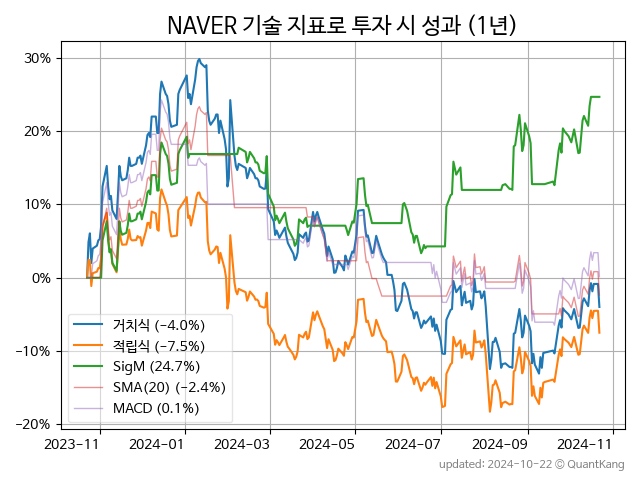 NAVER 기술 지표로 투자 시 성과 (1년)
30%
20%
10%
0%
−10%
−20%
거치식 (−4.0%)
적립식 (−7.5%)
SigM (24.7%)
SMA(20) (−2.4%)
MACD (0.1%)
2023−11 2024−01 2024−03 2024−05 2024−07 2024−09 2024−11
updated: 2024-10-22 © QuantKang